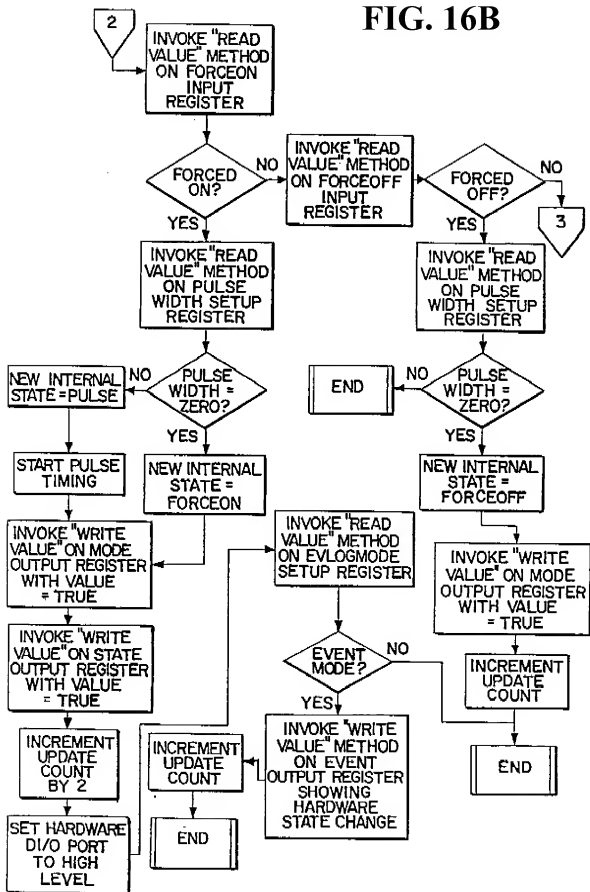 FIG. 16B
2
INVOKE "READ
VALUE" METHOD
ON FORCEON
INPUT
REGISTER
FORCED
ON?
NO
YES
INVOKE "READ
VALUE" METHOD
ON FORCEOFF
INPUT
REGISTER
FORCED
OFF?
NO
3
YES
INVOKE "READ
VALUE" METHOD
ON PULSE
WIDTH SETUP
REGISTER
INVOKE "READ
VALUE" METHOD
ON PULSE
WIDTH SETUP
REGISTER
NEW INTERNAL
STATE = PULSE
NO
PULSE
WIDTH =
ZERO?
YES
END
NO
PULSE
WIDTH =
ZERO?
YES
START PULSE
TIMING
NEW INTERNAL
STATE =
FORCEON
NEW INTERNAL
STATE =
FORCEOFF
INVOKE "WRITE
VALUE" ON MODE
OUTPUT REGISTER
WITH VALUE
= TRUE
INVOKE "READ
VALUE" METHOD
ON EVLOGMODE
SETUP REGISTER
INVOKE "WRITE
VALUE" ON MODE
OUTPUT REGISTER
WITH VALUE
= TRUE
INVOKE "WRITE
VALUE" ON STATE
OUTPUT REGISTER
WITH VALUE
= TRUE
EVENT
MODE?
NO
YES
INCREMENT
UPDATE
COUNT
INCREMENT
UPDATE
COUNT
BY 2
INCREMENT
UPDATE
COUNT
INVOKE "WRITE
VALUE" METHOD
ON EVENT
OUTPUT REGISTER
SHOWING
HARDWARE
STATE CHANGE
END
SET HARDWARE
DI/O PORT
TO HIGH
LEVEL
END